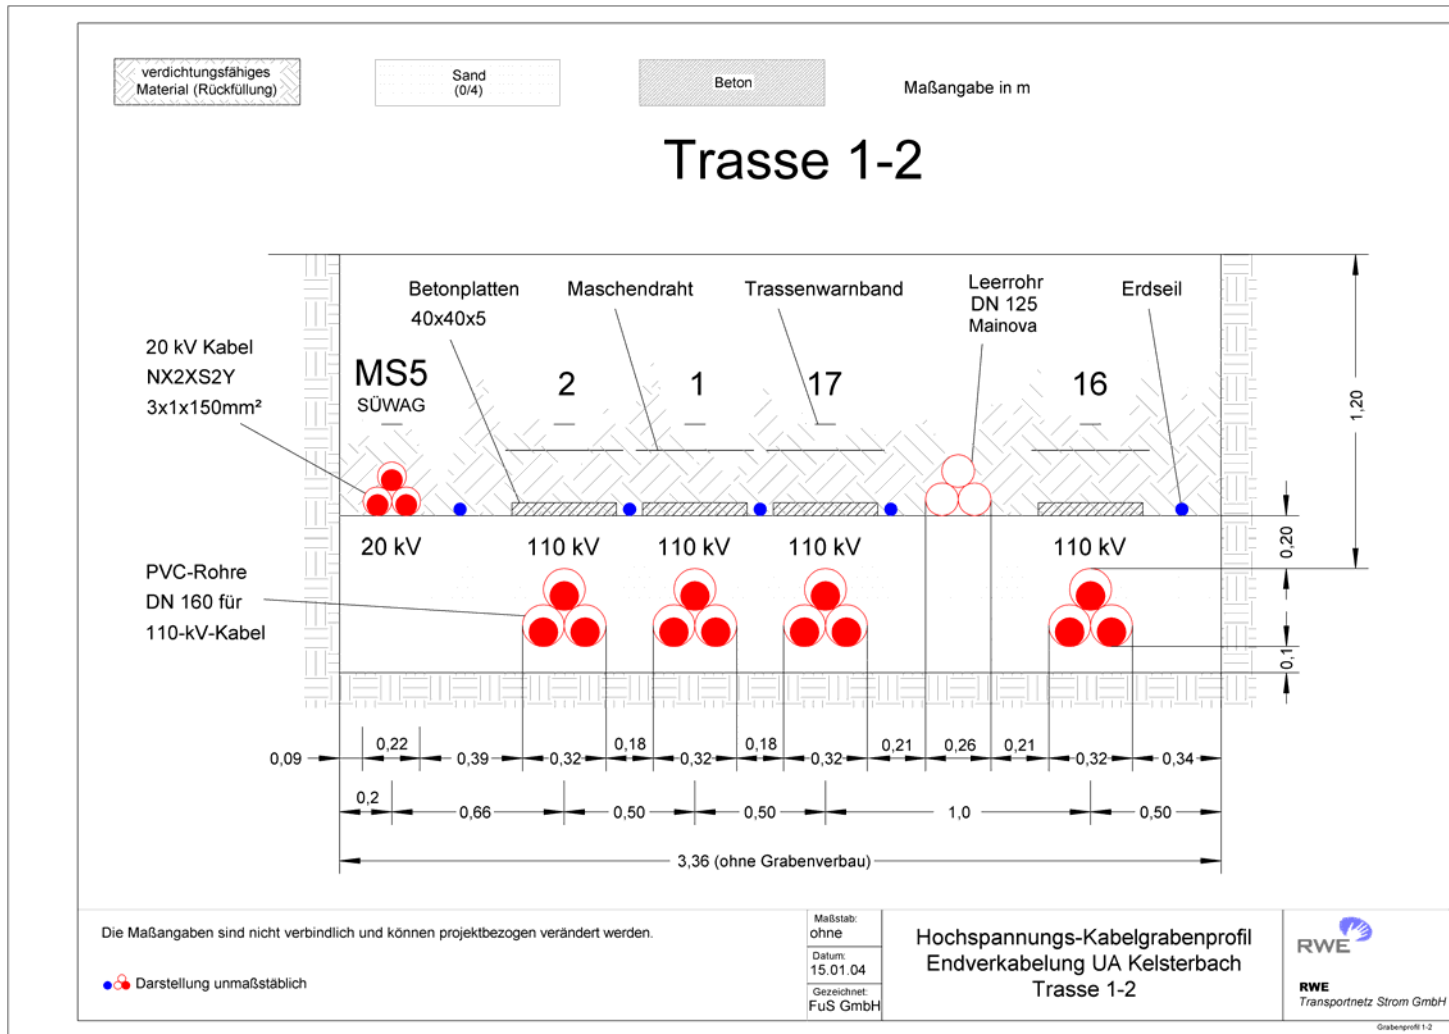 verdichtungsfähiges
Material (Rückfüllung)
Sand
(0/4)
Beton
Maßangabe in m
Trasse 1-2
Betonplatten
40x40x5
Maschendraht
Trassenwarnband
Leerrohr
DN 125
Mainova
Erdseil
20 kV Kabel
NX2XS2Y
3x1x150mm²
MS5
SÜWAG
2
1
17
16
1,20
20 kV
110 kV
110 kV
110 kV
110 kV
0,20
PVC-Rohre
DN 160 für
110-kV-Kabel
0,1
0,09
0,22
0,39
0,32
0,18
0,32
0,18
0,32
0,21
0,26
0,21
0,32
0,34
0,2
0,66
0,50
0,50
1,0
0,50
3,36 (ohne Grabenverbau)
Die Maßangaben sind nicht verbindlich und können projektbezogen verändert werden.
Darstellung unmaßstäblich
Maßstab:
ohne
Datum:
15.01.04
Gezeichnet:
FuS GmbH
Hochspannungs-Kabelgrabenprofil
Endverkabelung UA Kelsterbach
Trasse 1-2
RWE
RWE
Transportnetz Strom GmbH
Grabenprofil 1-2